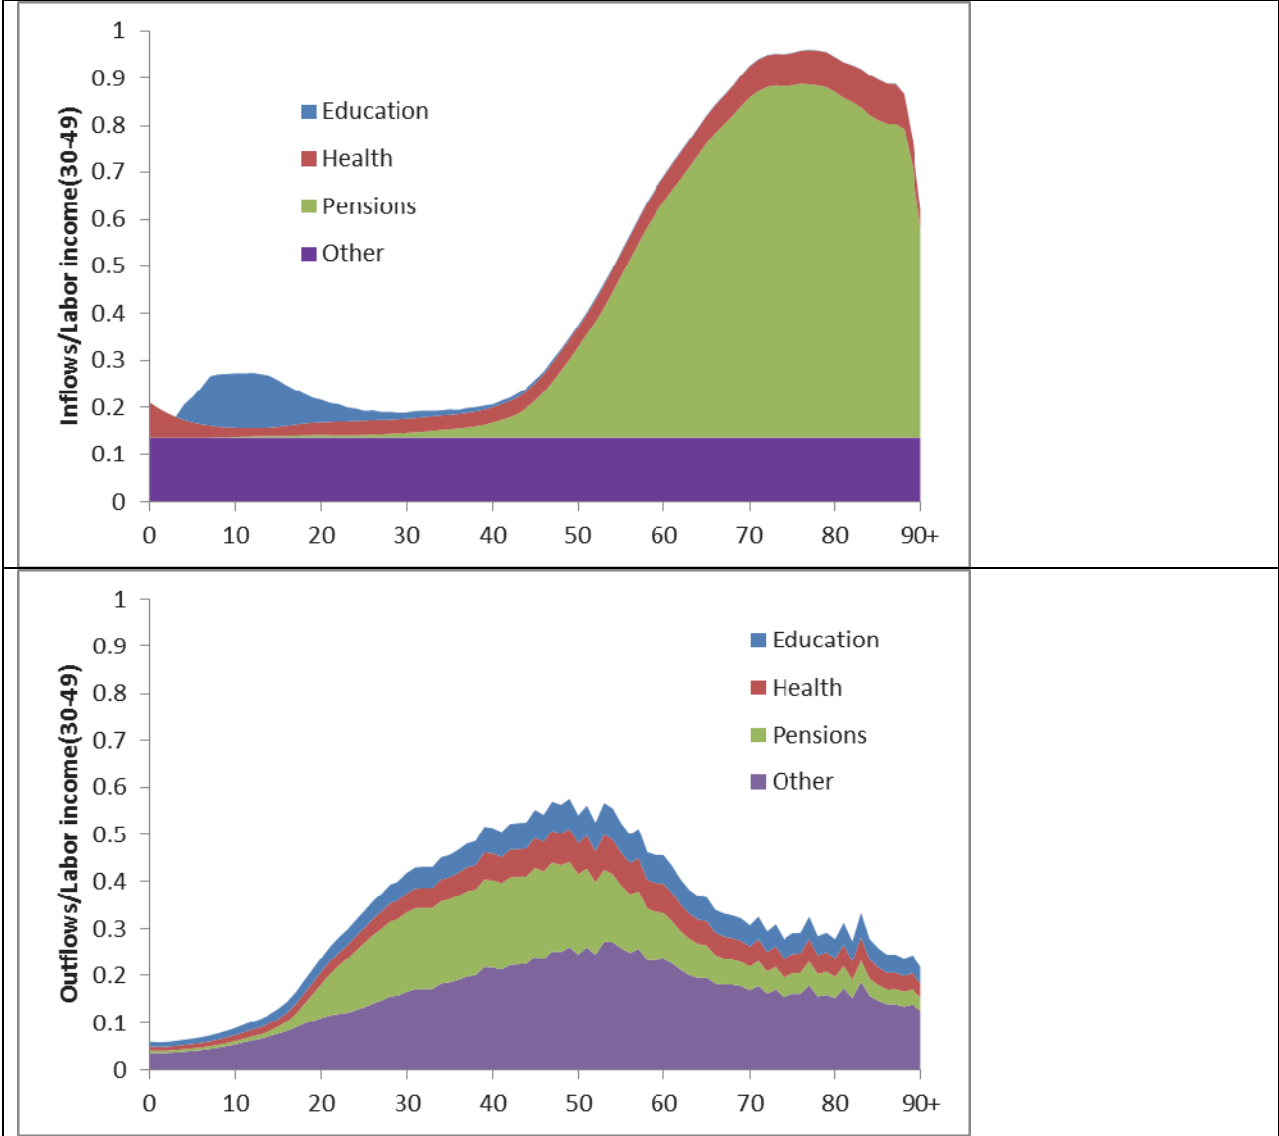 1
0.9
0.8
0.7
0.6
0.5
0.4
0.3
0.2
0.1
0
Inflows/Labor income(30-49)
Education
Health
Pensions
Other
0 10 20 30 40 50 60 70 80 90+
1
0.9
0.8
0.7
0.6
0.5
0.4
0.3
0.2
0.1
0
Outflows/Labor income(30-49)
Education
Health
Pensions
Other
0 10 20 30 40 50 60 70 80 90+